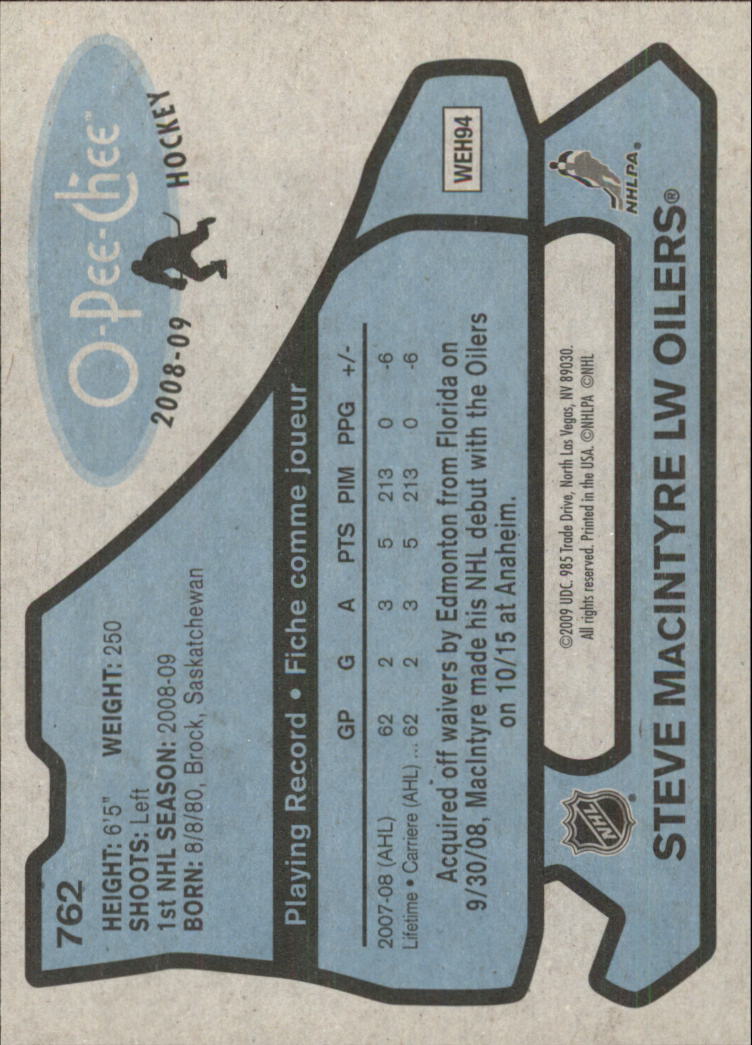 762
O-Pee-Chee™
2008-09 HOCKEY
HEIGHT: 6'5" WEIGHT: 250
SHOOTS: Left
1st NHL SEASON: 2008-09
BORN: 8/8/80, Brock, Saskatchewan
Playing Record • Fiche comme joueur
GP G A PTS PIM PPG +/-
2007-08 (AHL) 62 2 3 5 213 0 -6
Lifetime • Carriere (AHL) ... 62 2 3 5 213 0 -6
Acquired off waivers by Edmonton from Florida on
9/30/08, MacIntyre made his NHL debut with the Oilers
on 10/15 at Anaheim.
WEH94
NHL®
©2009 UDC. 985 Trade Drive, North Las Vegas, NV 89030.
All rights reserved. Printed in the USA. ©NHLPA ©NHL
NHLPA®
STEVE MACINTYRE LW OILERS®